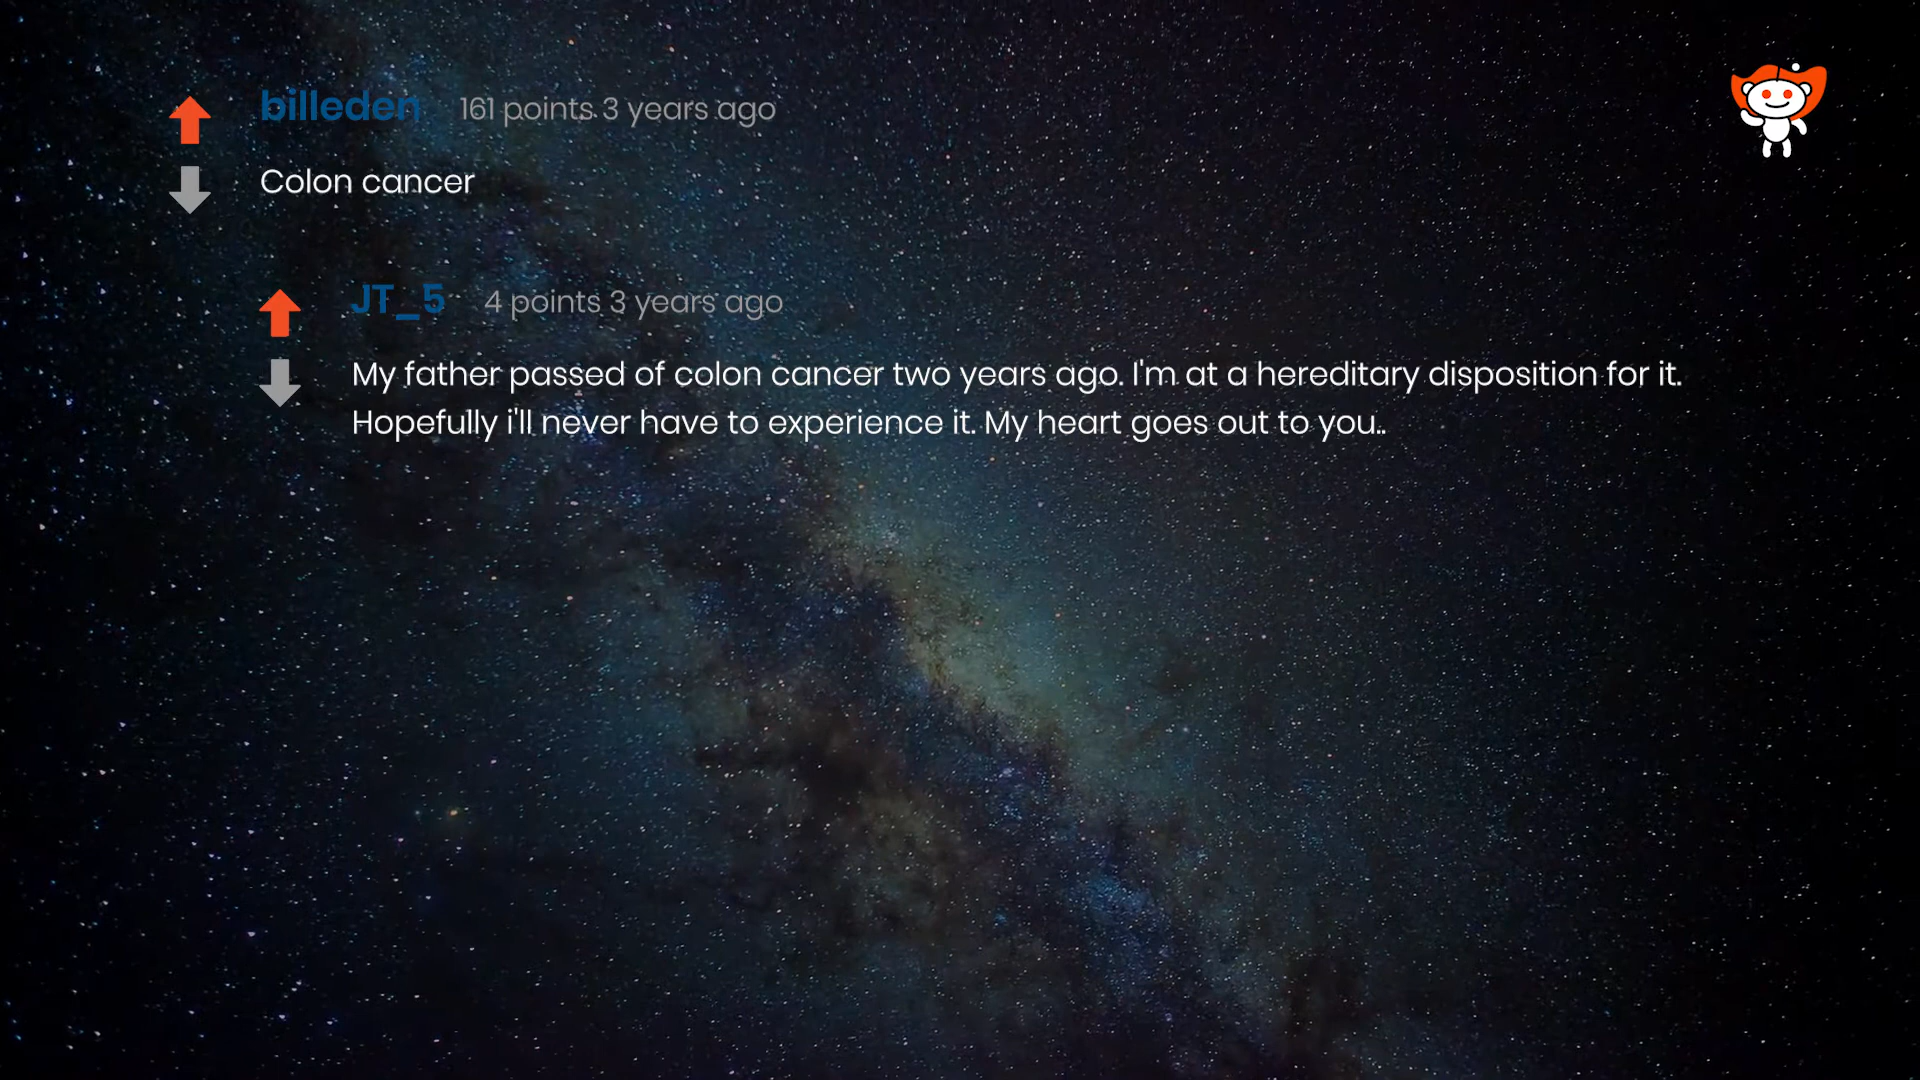 billeden 161 points 3 years ago
Colon cancer
JT_5 4 points 3 years ago
My father passed of colon cancer two years ago. I'm at a hereditary disposition for it.
Hopefully i'll never have to experience it. My heart goes out to you..